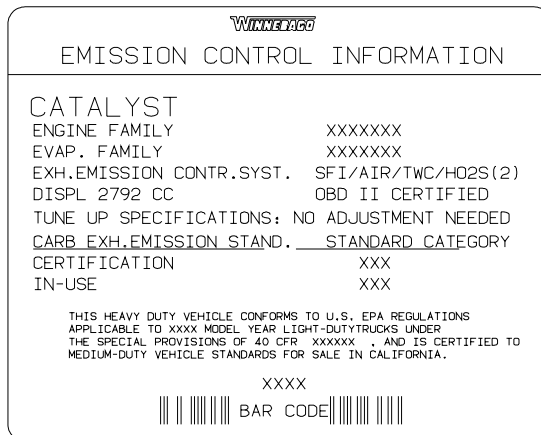 WINNEBAGO
EMISSION CONTROL INFORMATION
CATALYST
ENGINE FAMILY XXXXXXX
EVAP. FAMILY XXXXXXX
EXH.EMISSION CONTR.SYST. SFI/AIR/TWC/HO2S(2)
DISPL 2792 CC OBD II CERTIFIED
TUNE UP SPECIFICATIONS: NO ADJUSTMENT NEEDED
CARB EXH.EMISSION STAND. STANDARD CATEGORY
CERTIFICATION XXX
IN-USE XXX
THIS HEAVY DUTY VEHICLE CONFORMS TO U.S. EPA REGULATIONS
APPLICABLE TO XXXX MODEL YEAR LIGHT-DUTYTRUCKS UNDER
THE SPECIAL PROVISIONS OF 40 CFR XXXXXX , AND IS CERTIFIED TO
MEDIUM-DUTY VEHICLE STANDARDS FOR SALE IN CALIFORNIA.
XXXX
BAR CODE